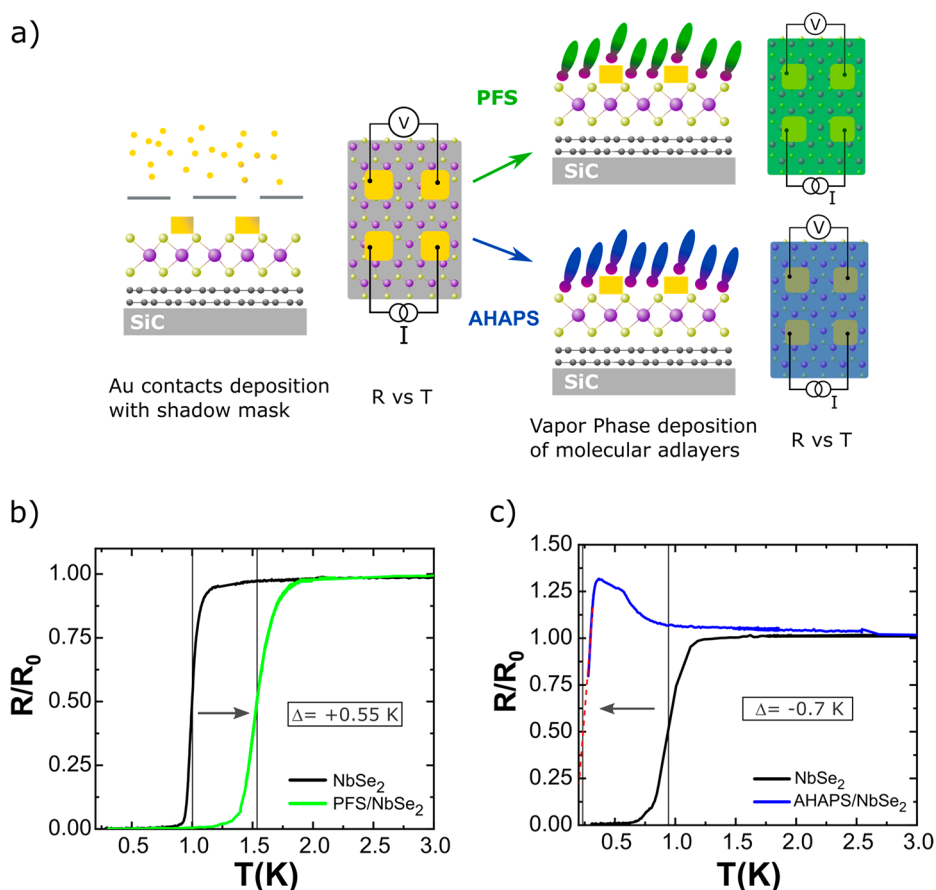 a)
V
I
SiC
Au contacts deposition
with shadow mask
R vs T
PFS
AHAPS
SiC
V
I
SiC
V
I
Vapor Phase deposition
of molecular adlayers
R vs T
b)
R/R0
1.00
0.75
0.50
0.25
0.00
Δ= +0.55 K
NbSe2
PFS/NbSe2
0.5 1.0 1.5 2.0 2.5 3.0
T(K)
c)
R/R0
1.50
1.25
1.00
0.75
0.50
0.25
0.00
Δ= -0.7 K
NbSe2
AHAPS/NbSe2
0.5 1.0 1.5 2.0 2.5 3.0
T(K)